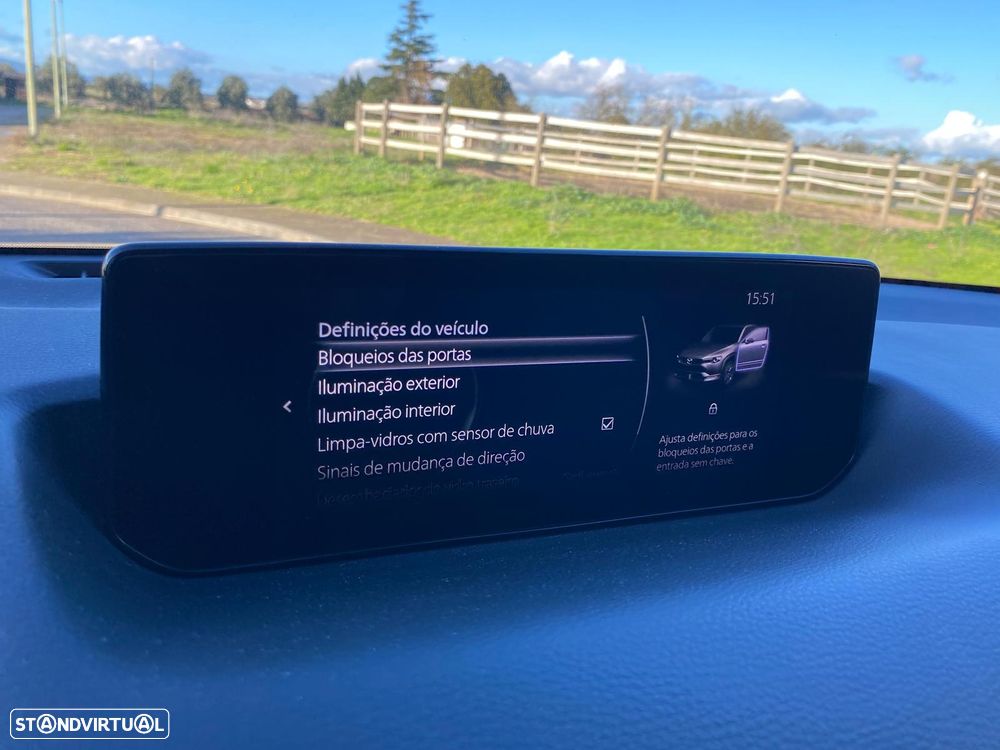 15:51
Definições do veículo
Bloqueios das portas
Iluminação exterior
Iluminação interior
Limpa-vidros com sensor de chuva
Sinais de mudança de direção
Ajusta definições para os
bloqueios das portas e a
entrada sem chave.
STANDVIRTUAL